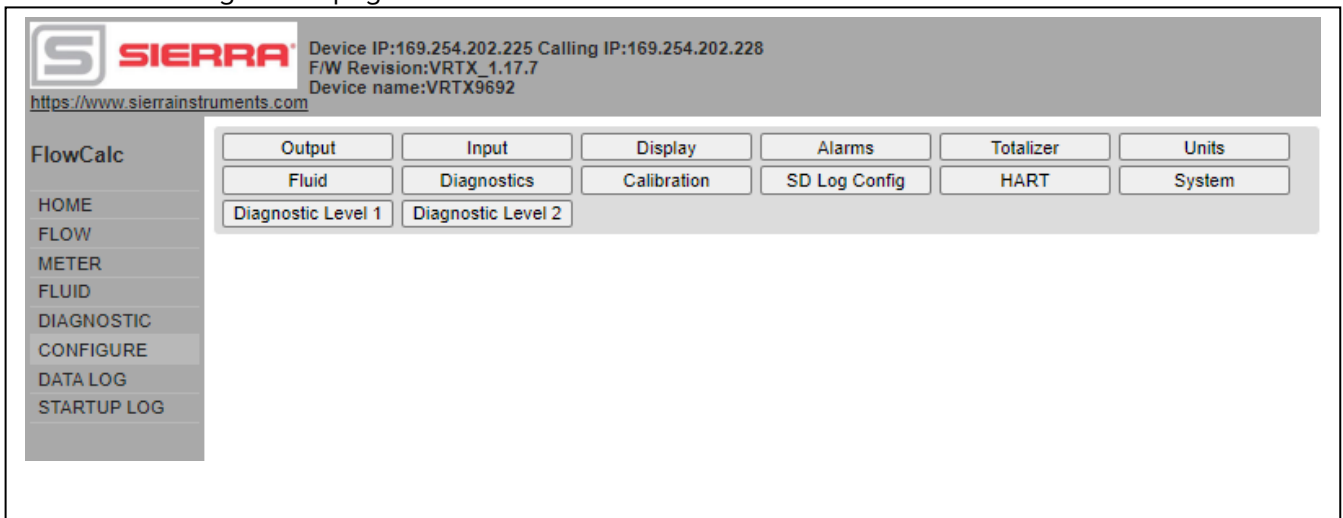 SIERRA
Device IP:169.254.202.225 Calling IP:169.254.202.228
F/W Revision:VRTX_1.17.7
Device name:VRTX9692
https://www.sierrainstruments.com
FlowCalc
HOME
FLOW
METER
FLUID
DIAGNOSTIC
CONFIGURE
DATA LOG
STARTUP LOG
Output Input Display Alarms Totalizer Units
Fluid Diagnostics Calibration SD Log Config HART System
Diagnostic Level 1 Diagnostic Level 2